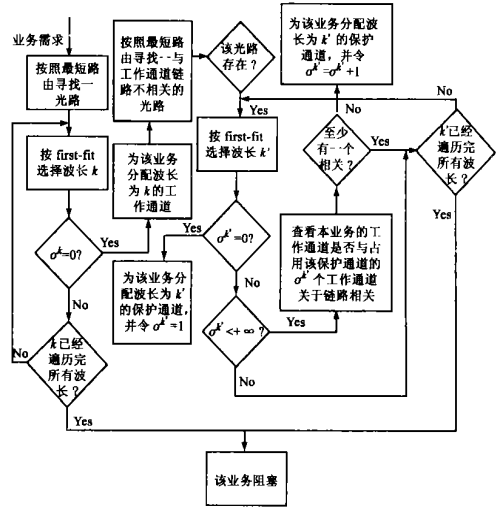 业务需求
按照最短路
由寻找一
光路
按 first-fit
选择波长 k
σᵏ=0?
Yes
No
k 已经
遍历完
所有波
长?
No
Yes
按照最短路
由寻找一与
工作通道链
路不相关的
光路
为该业务
分配波长
为 k 的工
作通道
该光路
存在?
Yes
按 first-fit
选择波长 k'
σᵏ'=0?
Yes
No
为该业务分
配波长为 k'
的保护通道,
并令 σᵏ'=1
σᵏ'<+∞?
Yes
No
为该业务分配波
长为 k' 的保护
通道,并令
σᵏ'=σᵏ'+1
No
至少
有一个
相关?
Yes
查看本业务的工
作通道是否与占
用该保护通道的
σᵏ' 个工作通道
关于链路相关
No
k'已经
遍历完
所有波
长?
Yes
该业务阻塞